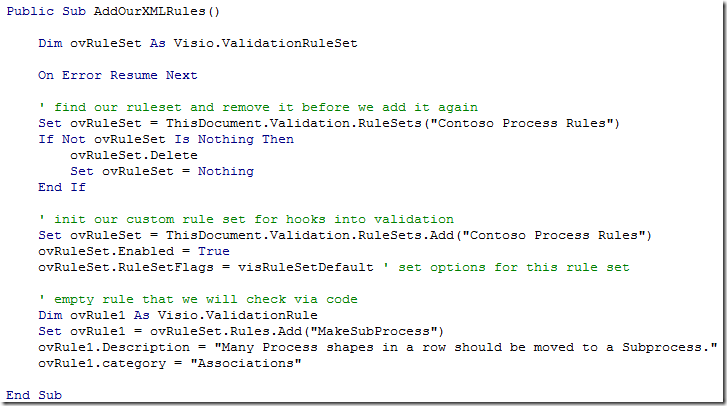 Public Sub AddOurXMLRules()
Dim ovRuleSet As Visio.ValidationRuleSet
On Error Resume Next
' find our ruleset and remove it before we add it again
Set ovRuleSet = ThisDocument.Validation.RuleSets("Contoso Process Rules")
If Not ovRuleSet Is Nothing Then
ovRuleSet.Delete
Set ovRuleSet = Nothing
End If
' init our custom rule set for hooks into validation
Set ovRuleSet = ThisDocument.Validation.RuleSets.Add("Contoso Process Rules")
ovRuleSet.Enabled = True
ovRuleSet.RuleSetFlags = visRuleSetDefault ' set options for this rule set
' empty rule that we will check via code
Dim ovRule1 As Visio.ValidationRule
Set ovRule1 = ovRuleSet.Rules.Add("MakeSubProcess")
ovRule1.Description = "Many Process shapes in a row should be moved to a Subprocess."
ovRule1.category = "Associations"
End Sub